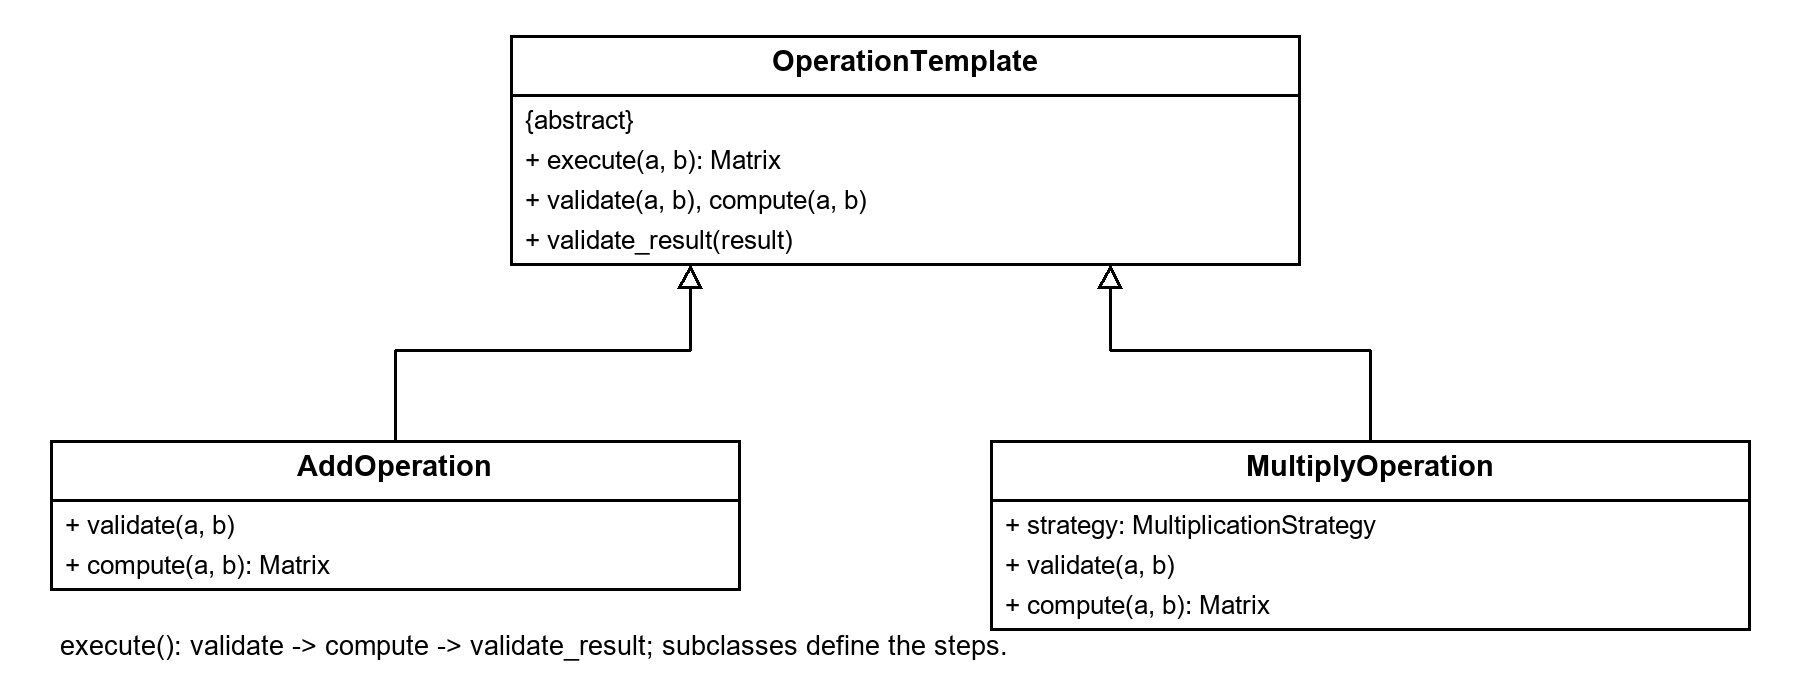 OperationTemplate
{abstract}
+ execute(a, b): Matrix
+ validate(a, b), compute(a, b)
+ validate_result(result)
AddOperation
+ validate(a, b)
+ compute(a, b): Matrix
MultiplyOperation
+ strategy: MultiplicationStrategy
+ validate(a, b)
+ compute(a, b): Matrix
execute(): validate -> compute -> validate_result; subclasses define the steps.